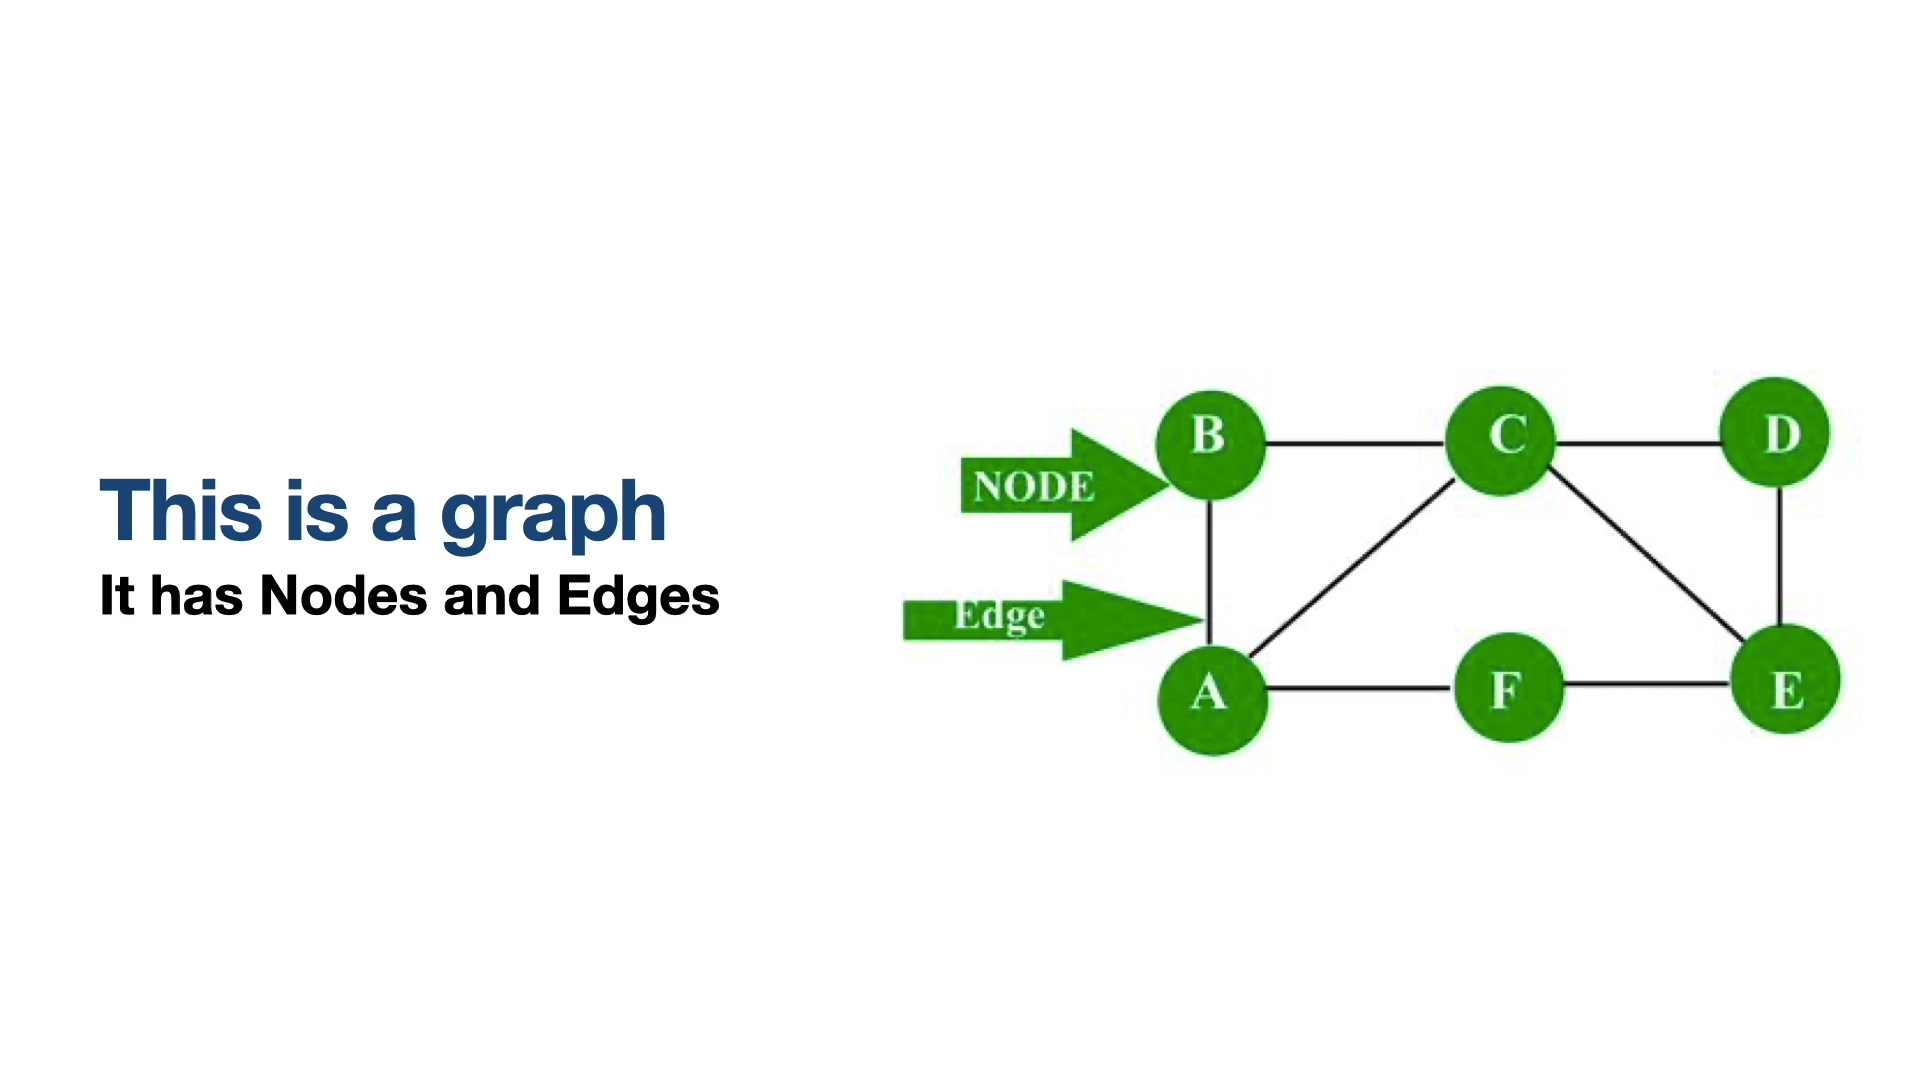 This is a graph
It has Nodes and Edges
NODE
Edge
B
C
D
A
F
E